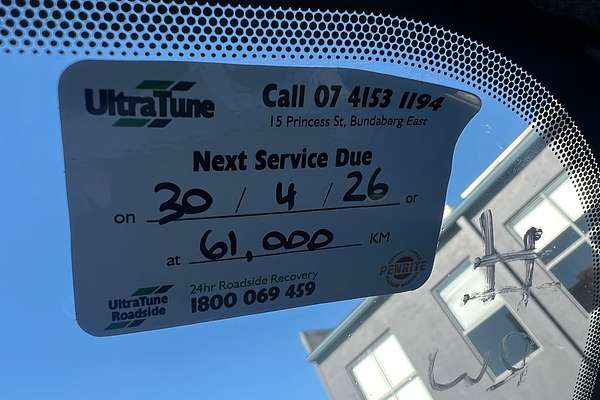 UltraTune
Call 07 4153 1194
15 Princess St, Bundaberg East
Next Service Due
on 30 / 4 / 26 or
at 61,000 KM
PENRITE
24hr Roadside Recovery
1800 069 459
UltraTune
Roadside